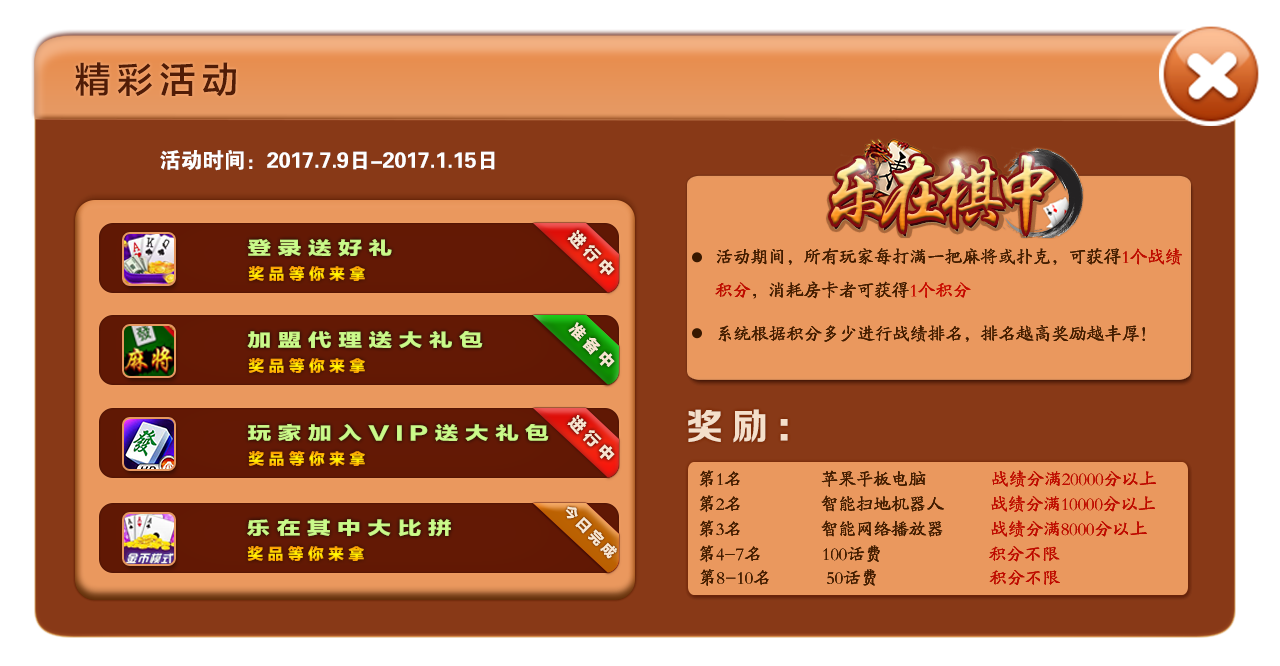 精彩活动
活动时间：2017.7.9日-2017.1.15日
登录送好礼
奖品等你来拿
进行中
加盟代理送大礼包
奖品等你来拿
准备中
麻将
玩家加入VIP送大礼包
奖品等你来拿
进行中
發
乐在其中大比拼
奖品等你来拿
今日完成
金币模式
乐在棋中
活动期间，所有玩家每打满一把麻将或扑克，可获得1个战绩
积分，消耗房卡者可获得1个积分
系统根据积分多少进行战绩排名，排名越高奖励越丰厚！
奖励：
第1名 苹果平板电脑 战绩分满20000分以上
第2名 智能扫地机器人 战绩分满10000分以上
第3名 智能网络播放器 战绩分满8000分以上
第4-7名 100话费 积分不限
第8-10名 50话费 积分不限